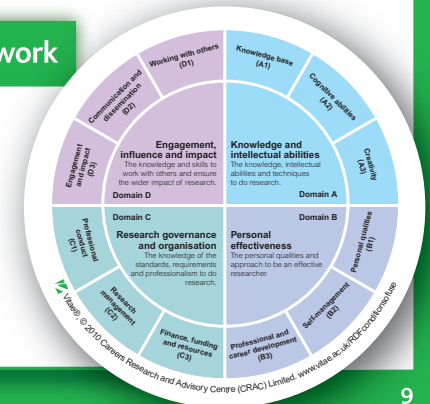 work
Working with others
(D1)
Knowledge base
(A1)
Communication and
dissemination
(D2)
Cognitive abilities
(A2)
Engagement
and impact
(D3)
Creativity
(A3)
Engagement,
influence and impact
The knowledge and skills to
work with others and ensure
the wider impact of research.
Domain D
Knowledge and
intellectual abilities
The knowledge, intellectual
abilities and techniques
to do research.
Domain A
Domain C
Research governance
and organisation
The knowledge of the
standards, requirements
and professionalism to do
research.
Domain B
Personal
effectiveness
The personal qualities and
approach to be an effective
researcher.
Professional
conduct
(C1)
Personal qualities
(B1)
Research
management
(C2)
Self-management
(B2)
Finance, funding
and resources
(C3)
Professional and
career development
(B3)
Vitae®, © 2010 Careers Research and Advisory Centre (CRAC) Limited. www.vitae.ac.uk/RDFconditionsofuse
9